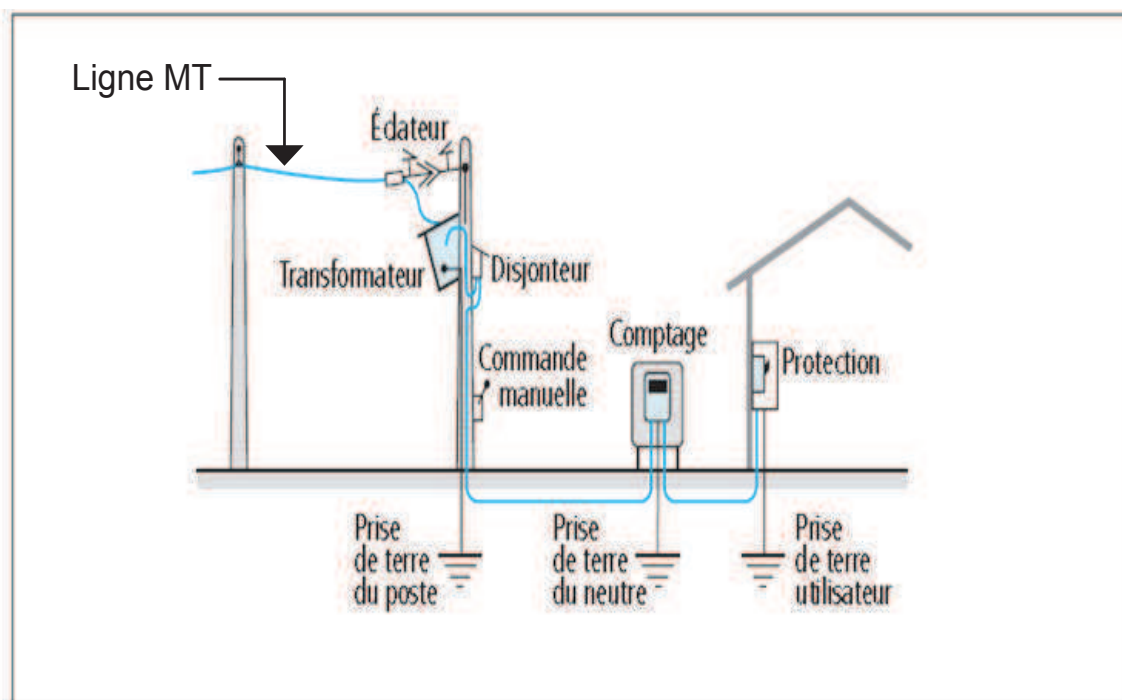 Ligne MT
Édateur
Transformateur
Disjonteur
Comptage
Commande
manuelle
Protection
Prise
de terre
du poste
Prise
de terre
du neutre
Prise
de terre
utilisateur